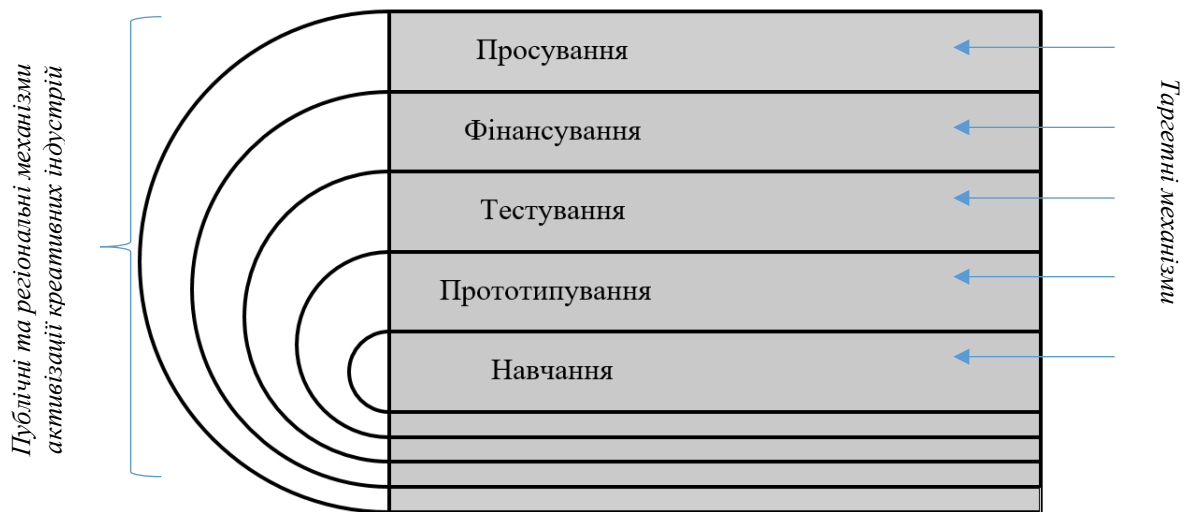 Публічні та регіональні механізми
активізації креативних індустрій
Просування
Фінансування
Тестування
Прототипування
Навчання
Таргетні механізми